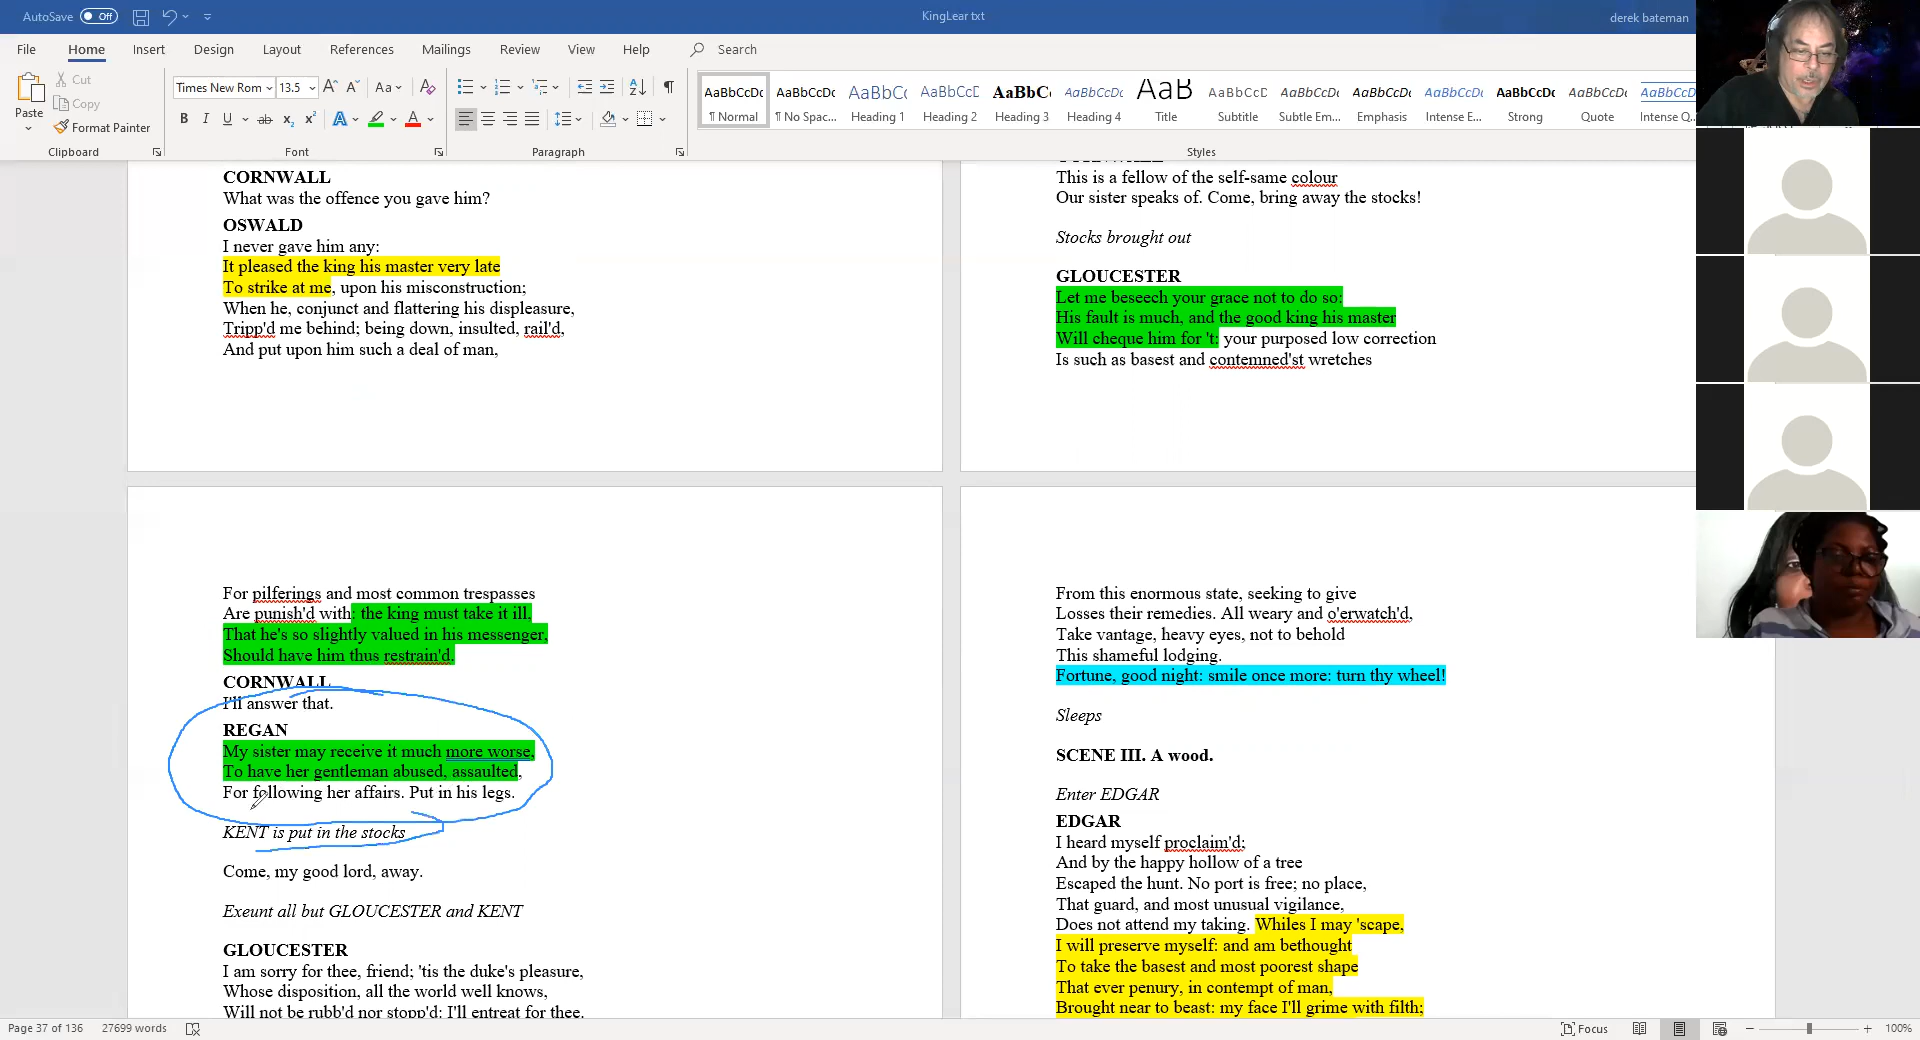 AutoSave Off KingLear txt derek bateman
File Home Insert Design Layout References Mailings Review View Help Search
Paste Cut Copy Format Painter
Times New Rom 13.5 Aa
AaBbCcDc AaBbCcDc AaBbCc AaBbCcD AaBbC AaBbCcDc AaB AaBbCcD AaBbCcDc AaBbCcDc AaBbCcDc AaBbCcDc AaBbCcDc AaBbCcDc
¶ Normal ¶ No Spac... Heading 1 Heading 2 Heading 3 Heading 4 Title Subtitle Subtle Em... Emphasis Intense E... Strong Quote Intense Q...
Clipboard Font Paragraph Styles
CORNWALL
What was the offence you gave him?
OSWALD
I never gave him any:
It pleased the king his master very late
To strike at me, upon his misconstruction;
When he, conjunct and flattering his displeasure,
Tripp'd me behind; being down, insulted, rail'd,
And put upon him such a deal of man,
This is a fellow of the self-same colour
Our sister speaks of. Come, bring away the stocks!
Stocks brought out
GLOUCESTER
Let me beseech your grace not to do so:
His fault is much, and the good king his master
Will cheque him for 't: your purposed low correction
Is such as basest and contemned'st wretches
For pilferings and most common trespasses
Are punish'd with: the king must take it ill,
That he's so slightly valued in his messenger,
Should have him thus restrain'd.
CORNWALL
I'll answer that.
REGAN
My sister may receive it much more worse,
To have her gentleman abused, assaulted,
For following her affairs. Put in his legs.
KENT is put in the stocks
Come, my good lord, away.
Exeunt all but GLOUCESTER and KENT
GLOUCESTER
I am sorry for thee, friend; 'tis the duke's pleasure,
Whose disposition, all the world well knows,
Will not be rubb'd nor stopp'd: I'll entreat for thee.
From this enormous state, seeking to give
Losses their remedies. All weary and o'erwatch'd,
Take vantage, heavy eyes, not to behold
This shameful lodging.
Fortune, good night: smile once more: turn thy wheel!
Sleeps
SCENE III. A wood.
Enter EDGAR
EDGAR
I heard myself proclaim'd;
And by the happy hollow of a tree
Escaped the hunt. No port is free; no place,
That guard, and most unusual vigilance,
Does not attend my taking. Whiles I may 'scape,
I will preserve myself: and am bethought
To take the basest and most poorest shape
That ever penury, in contempt of man,
Brought near to beast: my face I'll grime with filth;
Page 37 of 136 27699 words Focus 100%